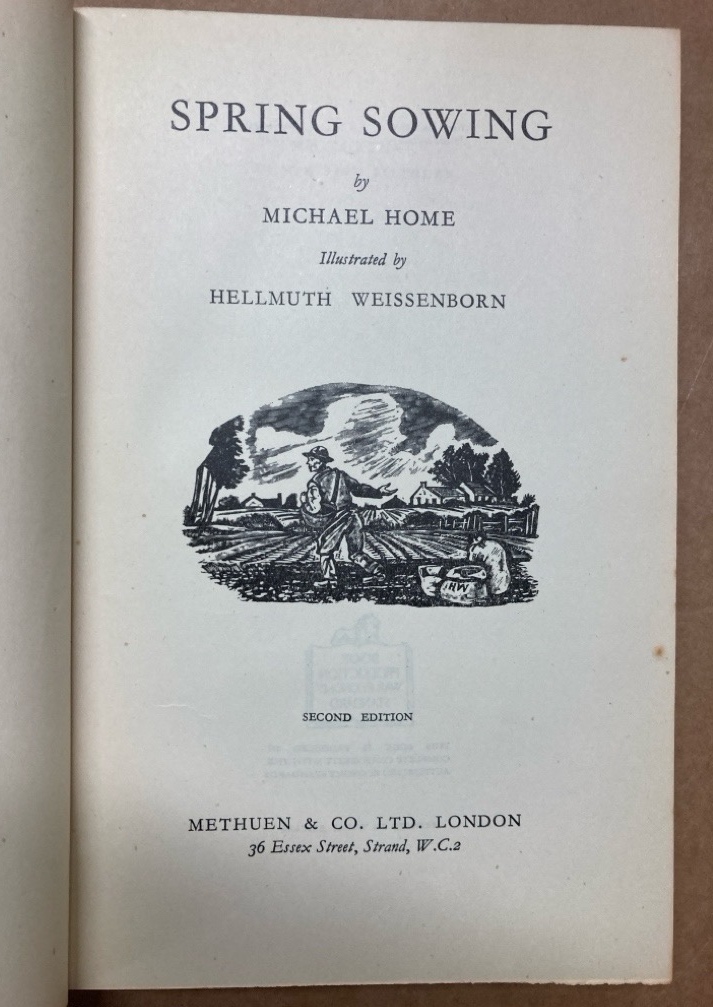 SPRING SOWING
by
MICHAEL HOME
Illustrated by
HELLMUTH WEISSENBORN
HW
SECOND EDITION
METHUEN & CO. LTD. LONDON
36 Essex Street, Strand, W.C.2